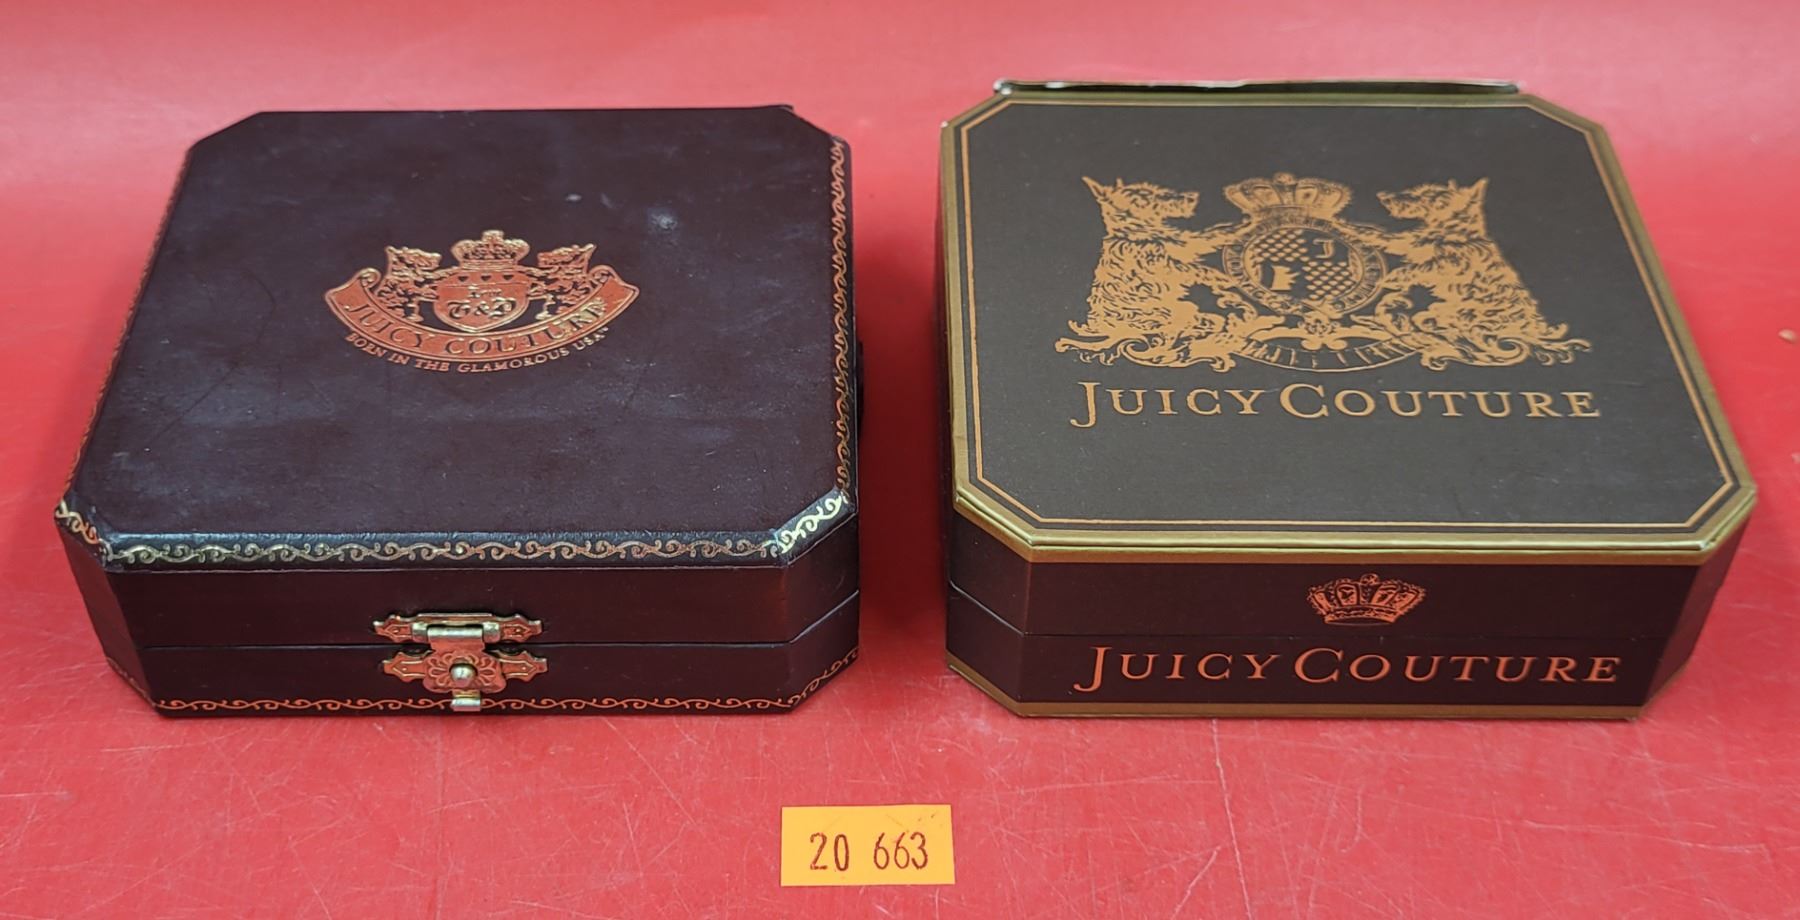 G&P
JUICY COUTURE
BORN IN THE GLAMOROUS USA
J
JUICY COUTURE
JUICY COUTURE
20 663